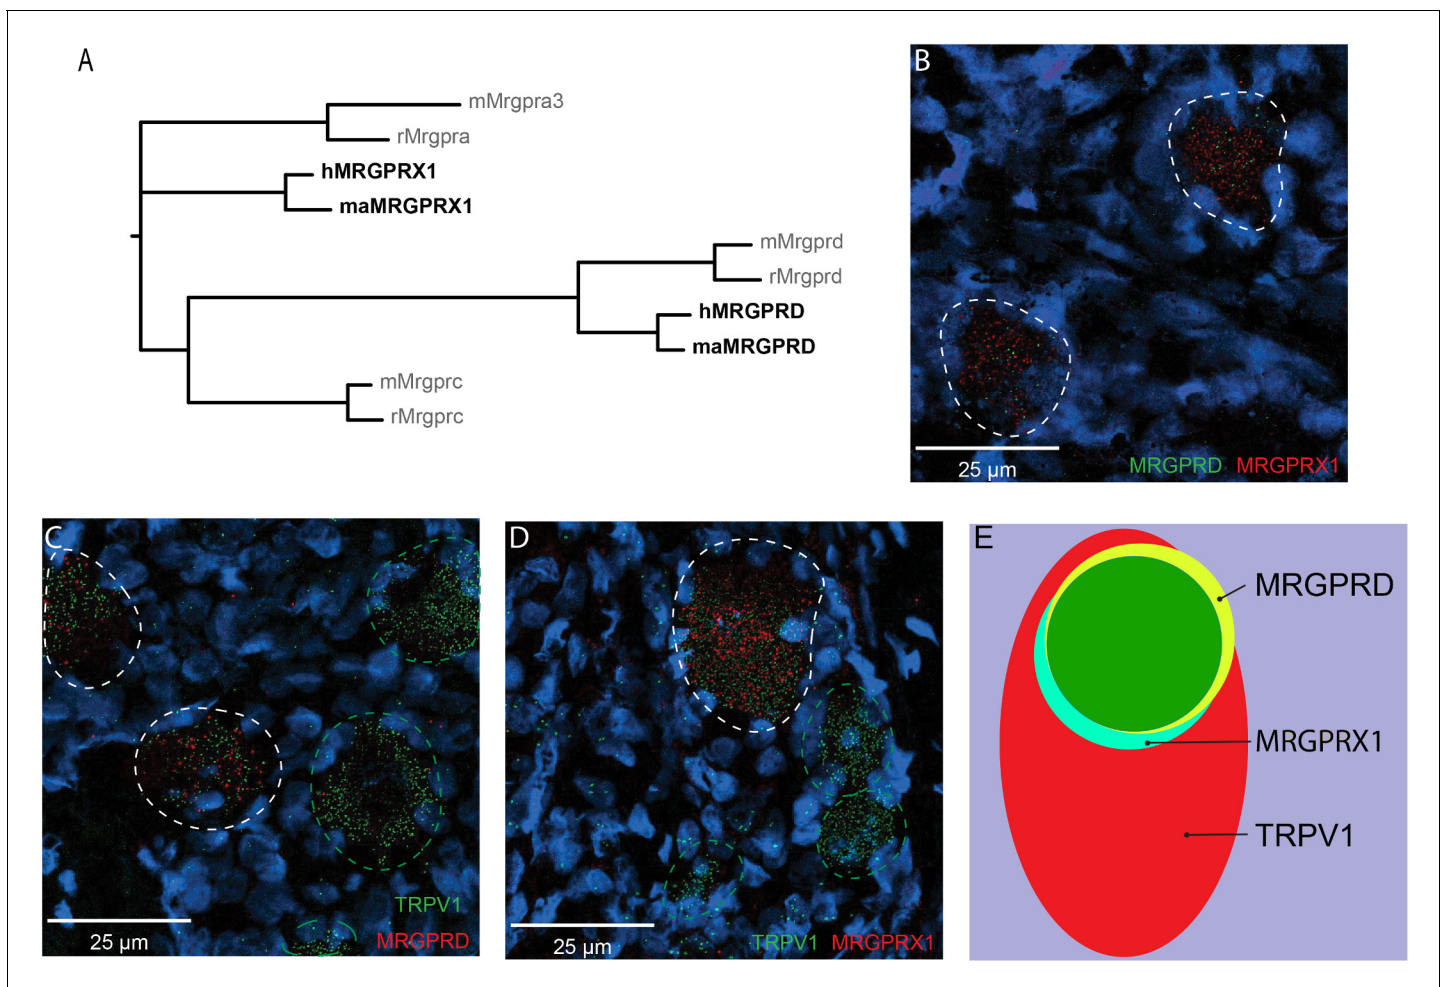 A
mMrgpra3
rMrgpra
hMRGPRX1
maMRGPRX1
mMrgprd
rMrgprd
hMRGPRD
maMRGPRD
mMrgprc
rMrgprc
B
25 µm
MRGPRD MRGPRX1
C
TRPV1
25 µm
MRGPRD
D
25 µm
TRPV1 MRGPRX1
E
MRGPRD
MRGPRX1
TRPV1